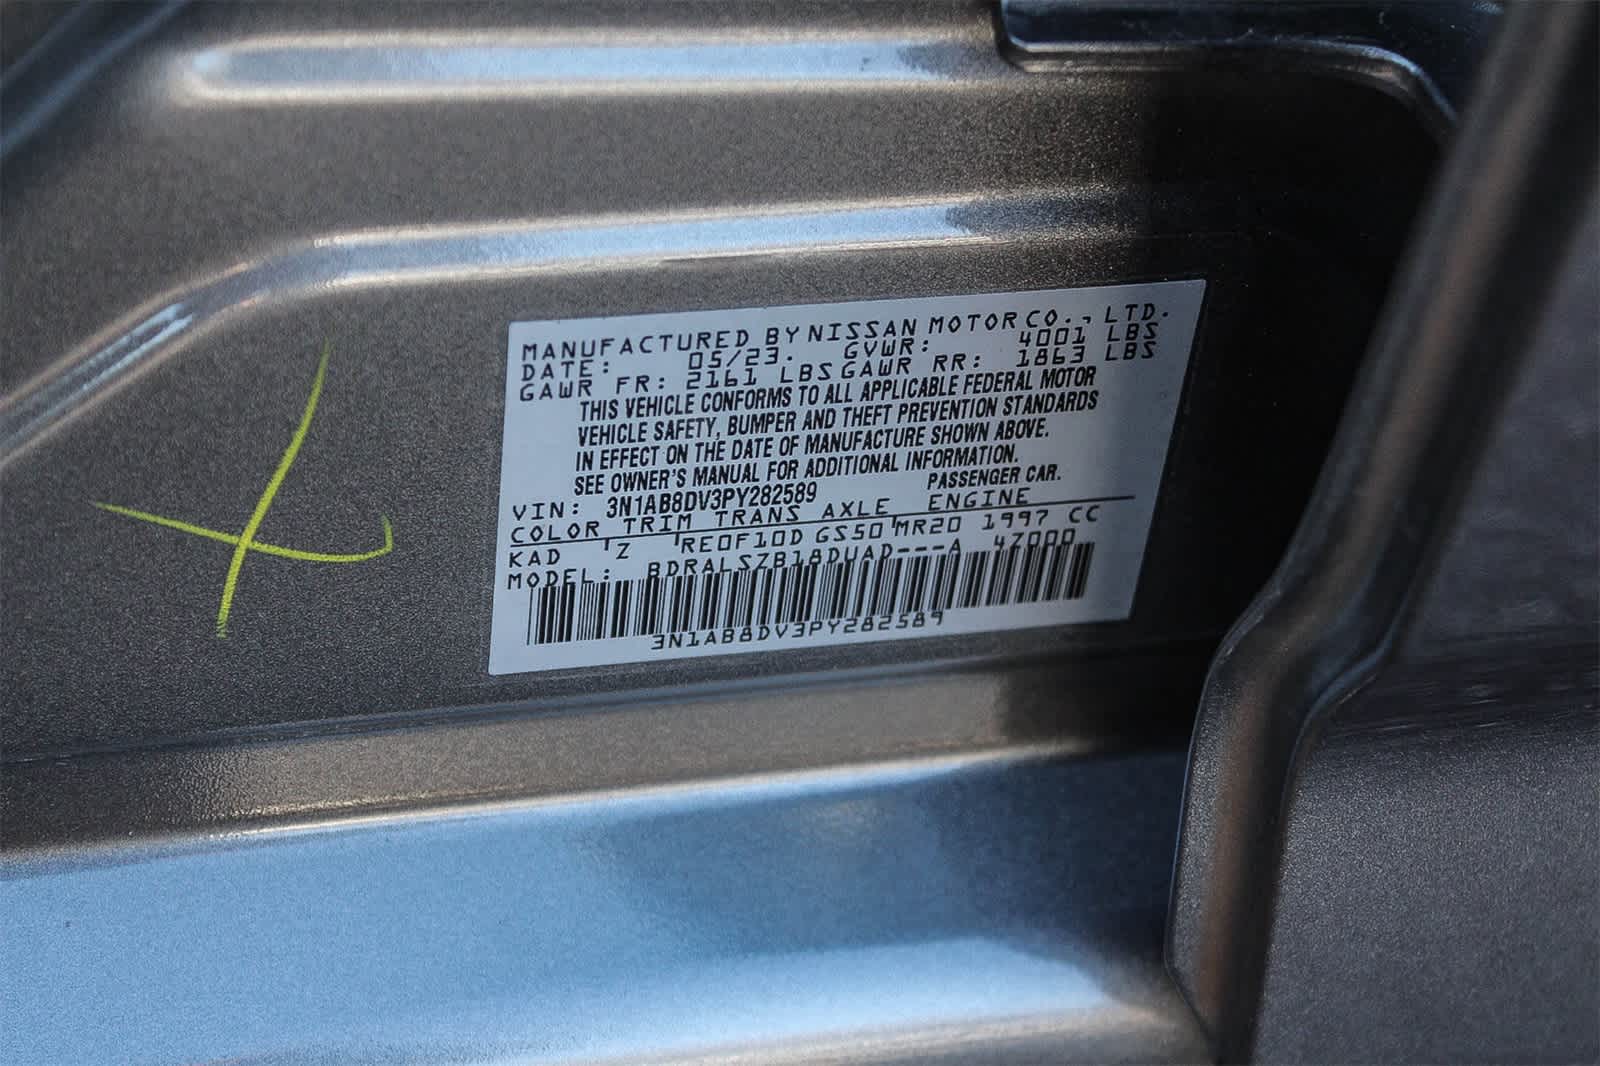 MANUFACTURED BY NISSAN MOTOR CO., LTD.
DATE: 05/23. GVWR: 4001 LBS
GAWR FR: 2161 LBS GAWR RR: 1863 LBS
THIS VEHICLE CONFORMS TO ALL APPLICABLE FEDERAL MOTOR
VEHICLE SAFETY, BUMPER AND THEFT PREVENTION STANDARDS
IN EFFECT ON THE DATE OF MANUFACTURE SHOWN ABOVE.
SEE OWNER'S MANUAL FOR ADDITIONAL INFORMATION.
VIN: 3N1AB8DV3PY282589 PASSENGER CAR.
COLOR TRIM TRANS AXLE ENGINE
KAD Z RE0F10D GS50 MR20 1997 CC
MODEL: BDRALSZB18DUAD---A 4Z000
3N1AB8DV3PY282589